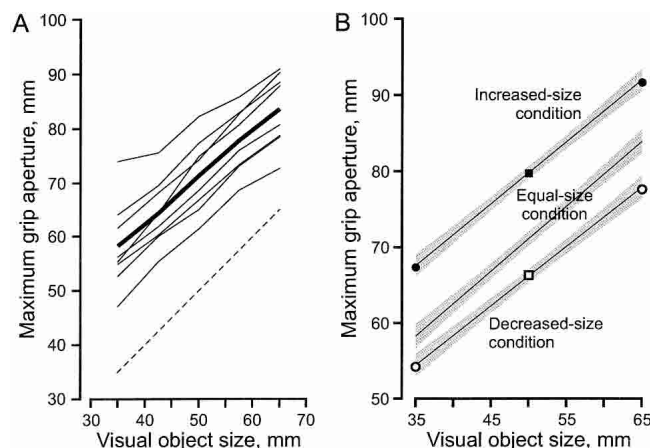 A
Maximum grip aperture, mm
100
90
80
70
60
50
40
30
30
40
50
60
70
Visual object size, mm
B
Maximum grip aperture, mm
100
90
80
70
60
50
Increased-size
condition
Equal-size
condition
Decreased-size
condition
35
45
55
65
Visual object size, mm